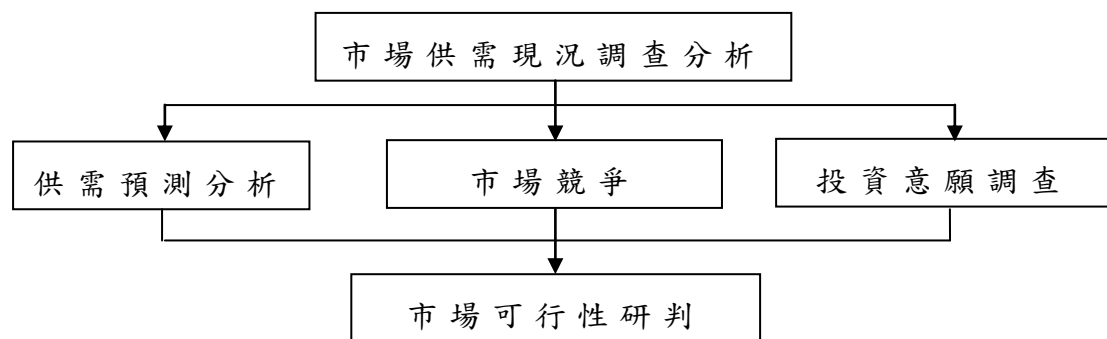 市場供需現況調查分析
供需預測分析
市場競爭
投資意願調查
市場可行性研判